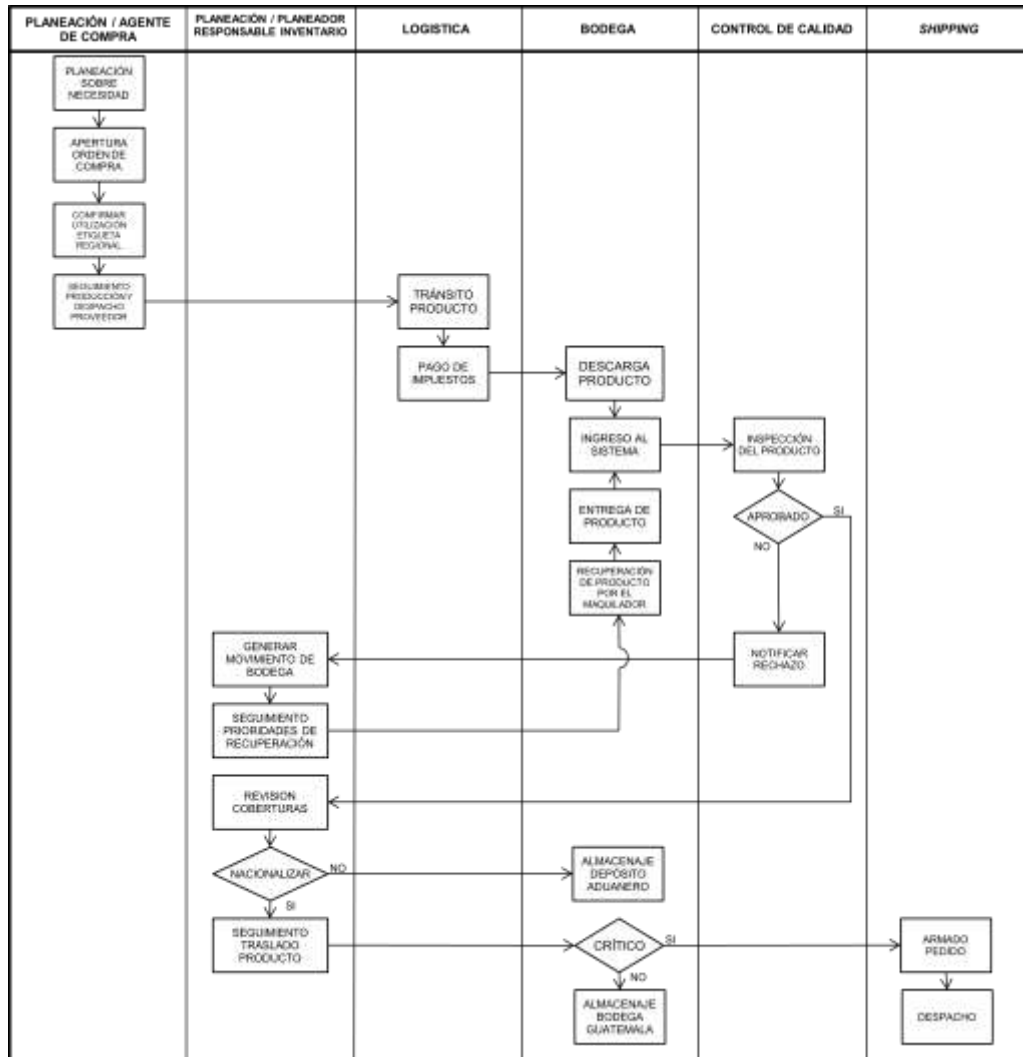 PLANEACIÓN / AGENTE
DE COMPRA
PLANEACIÓN / PLANEADOR
RESPONSABLE INVENTARIO
LOGISTICA
BODEGA
CONTROL DE CALIDAD
SHIPPING
PLANEACIÓN
SOBRE
NECESIDAD
APERTURA
ORDEN DE
COMPRA
CONFIRMAR
UTILIZACIÓN
ETIQUETA
REGIONAL
SEGUIMIENTO
PRODUCCIÓN Y
DESPACHO
PROVEEDOR
TRÁNSITO
PRODUCTO
PAGO DE
IMPUESTOS
DESCARGA
PRODUCTO
INGRESO AL
SISTEMA
INSPECCIÓN
DEL PRODUCTO
ENTREGA DE
PRODUCTO
APROBADO
SI
NO
RECUPERACIÓN
DE PRODUCTO
POR EL
MAQUILADOR
GENERAR
MOVIMIENTO DE
BODEGA
NOTIFICAR
RECHAZO
SEGUIMIENTO
PRIORIDADES DE
RECUPERACIÓN
REVISION
COBERTURAS
NACIONALIZAR
NO
SI
ALMACENAJE
DEPÓSITO
ADUANERO
SEGUIMIENTO
TRASLADO
PRODUCTO
CRÍTICO
SI
NO
ARMADO
PEDIDO
ALMACENAJE
BODEGA
GUATEMALA
DESPACHO